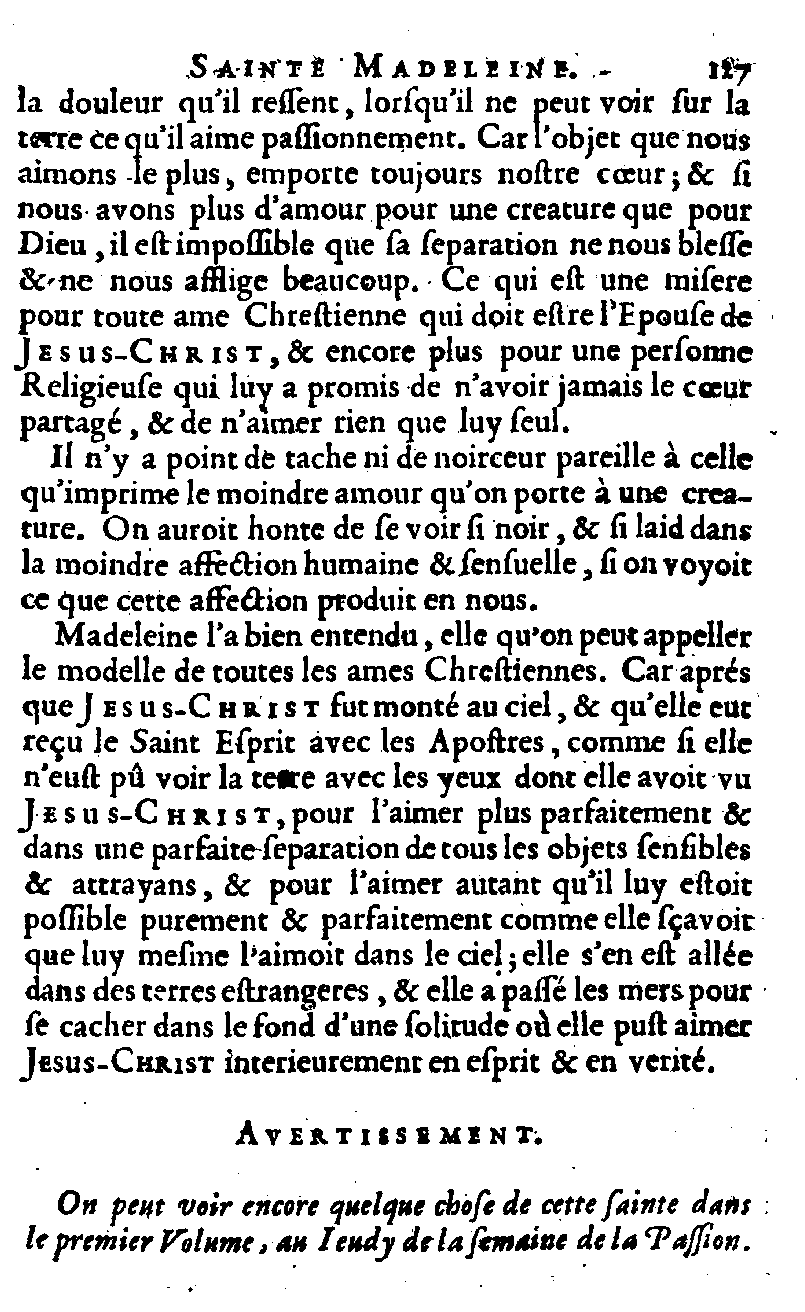 SAINTE MADELEINE. 127
la douleur qu'il reſſent, lorſqu'il ne peut voir ſur la
terre ce qu'il aime paſſionnement. Car l'objet que nous
aimons le plus, emporte toujours noſtre cœur; & ſi
nous avons plus d'amour pour une creature que pour
Dieu, il eſt impoſſible que ſa ſeparation ne nous bleſſe
& ne nous afflige beaucoup. Ce qui eſt une miſere
pour toute ame Chreſtienne qui doit eſtre l'Epouſe de
JESUS-CHRIST, & encore plus pour une perſonne
Religieuſe qui luy a promis de n'avoir jamais le cœur
partagé, & de n'aimer rien que luy ſeul.
Il n'y a point de tache ni de noirceur pareille à celle
qu'imprime le moindre amour qu'on porte à une crea-
ture. On auroit honte de ſe voir ſi noir, & ſi laid dans
la moindre affection humaine & ſenſuelle, ſi on voyoit
ce que cette affection produit en nous.
Madeleine l'a bien entendu, elle qu'on peut appeller
le modelle de toutes les ames Chreſtiennes. Car aprés
que JESUS-CHRIST fut monté au ciel, & qu'elle eut
reçu le Saint Eſprit avec les Apoſtres, comme ſi elle
n'euſt pû voir la terre avec les yeux dont elle avoit vu
JESUS-CHRIST, pour l'aimer plus parfaitement &
dans une parfaite ſeparation de tous les objets ſenſibles
& attrayans, & pour l'aimer autant qu'il luy eſtoit
poſſible purement & parfaitement comme elle ſçavoit
que luy meſme l'aimoit dans le ciel; elle s'en eſt allée
dans des terres eſtrangeres, & elle a paſſé les mers pour
ſe cacher dans le fond d'une ſolitude où elle puſt aimer
JESUS-CHRIST interieurement en eſprit & en verité.
AVERTISSEMENT.
On peut voir encore quelque choſe de cette ſainte dans
le premier Volume, au Ieudy de la ſemaine de la Paſſion.